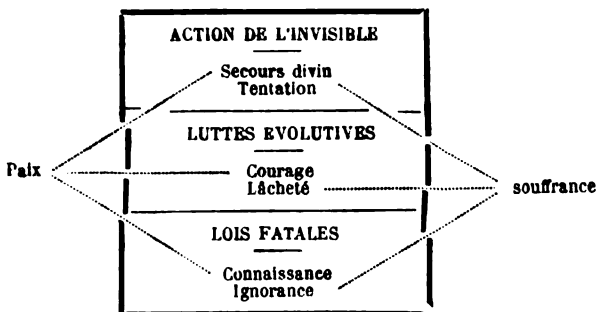 ACTION DE L'INVISIBLE
Secours divin
Tentation
LUTTES EVOLUTIVES
Paix
Courage
Lâcheté
souffrance
LOIS FATALES
Connaissance
Ignorance